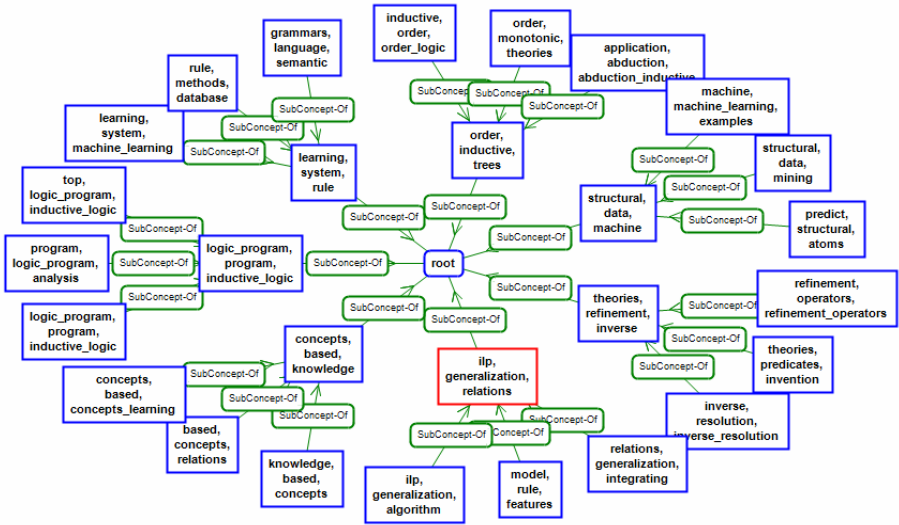 inductive,
order,
order_logic
order,
monotonic,
theories
grammars,
language,
semantic
application,
abduction,
abduction_inductive
rule,
methods,
database
machine,
machine_learning,
examples
SubConcept-Of
SubConcept-Of
SubConcept-Of
SubConcept-Of
learning,
system,
machine_learning
SubConcept-Of
SubConcept-Of
order,
inductive,
trees
structural,
data,
mining
learning,
system,
rule
SubConcept-Of
top,
logic_program,
inductive_logic
SubConcept-Of
structural,
data,
machine
SubConcept-Of
SubConcept-Of
SubConcept-Of
predict,
structural,
atoms
SubConcept-Of
SubConcept-Of
program,
logic_program,
analysis
SubConcept-Of
logic_program,
program,
inductive_logic
SubConcept-Of
root
SubConcept-Of
logic_program,
program,
inductive_logic
SubConcept-Of
SubConcept-Of
SubConcept-Of
SubConcept-Of
theories,
refinement,
inverse
SubConcept-Of
refinement,
operators,
refinement_operators
concepts,
based,
knowledge
SubConcept-Of
theories,
predicates,
invention
ilp,
generalization,
relations
SubConcept-Of
concepts,
based,
concepts_learning
SubConcept-Of
SubConcept-Of
SubConcept-Of
based,
concepts,
relations
inverse,
resolution,
inverse_resolution
SubConcept-Of
SubConcept-Of
SubConcept-Of
knowledge,
based,
concepts
ilp,
generalization,
algorithm
model,
rule,
features
relations,
generalization,
integrating